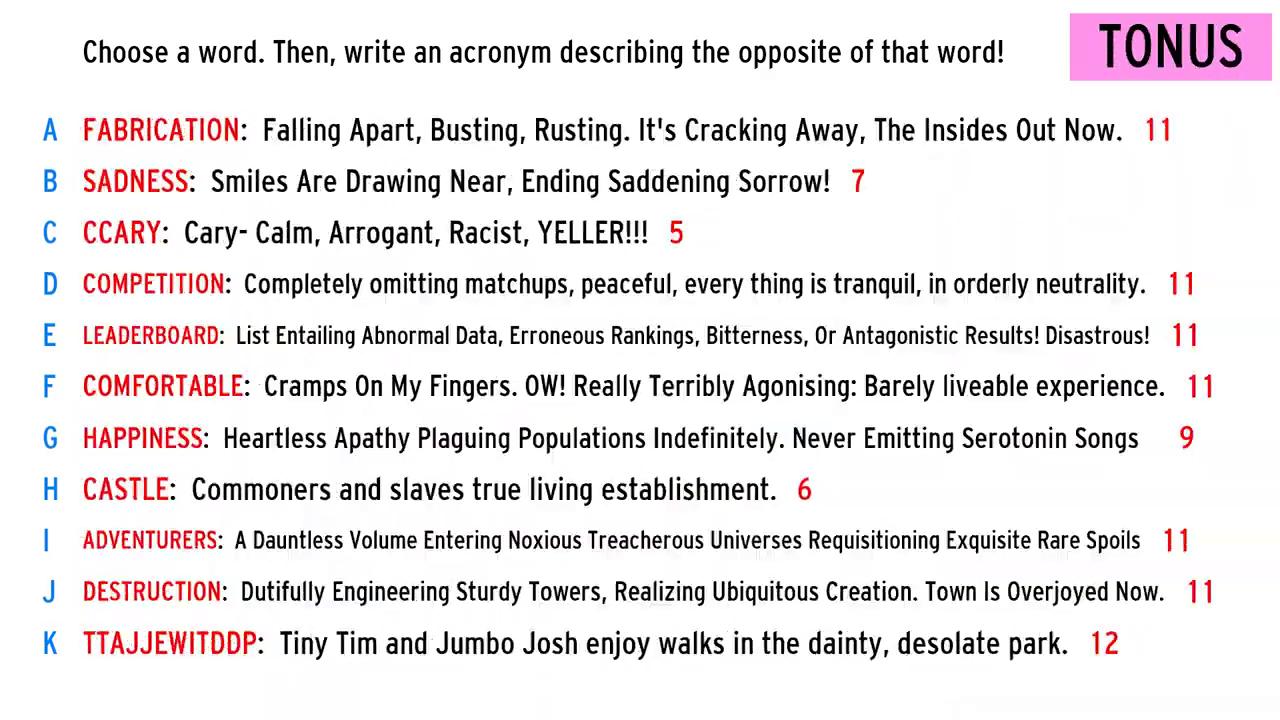 Choose a word. Then, write an acronym describing the opposite of that word! TONUS
A FABRICATION: Falling Apart, Busting, Rusting. It's Cracking Away, The Insides Out Now. 11
B SADNESS: Smiles Are Drawing Near, Ending Saddening Sorrow! 7
C CCARY: Cary- Calm, Arrogant, Racist, YELLER!!! 5
D COMPETITION: Completely omitting matchups, peaceful, every thing is tranquil, in orderly neutrality. 11
E LEADERBOARD: List Entailing Abnormal Data, Erroneous Rankings, Bitterness, Or Antagonistic Results! Disastrous! 11
F COMFORTABLE: Cramps On My Fingers. OW! Really Terribly Agonising: Barely liveable experience. 11
G HAPPINESS: Heartless Apathy Plaguing Populations Indefinitely. Never Emitting Serotonin Songs 9
H CASTLE: Commoners and slaves true living establishment. 6
I ADVENTURERS: A Dauntless Volume Entering Noxious Treacherous Universes Requisitioning Exquisite Rare Spoils 11
J DESTRUCTION: Dutifully Engineering Sturdy Towers, Realizing Ubiquitous Creation. Town Is Overjoyed Now. 11
K TTAJJEWITDDP: Tiny Tim and Jumbo Josh enjoy walks in the dainty, desolate park. 12